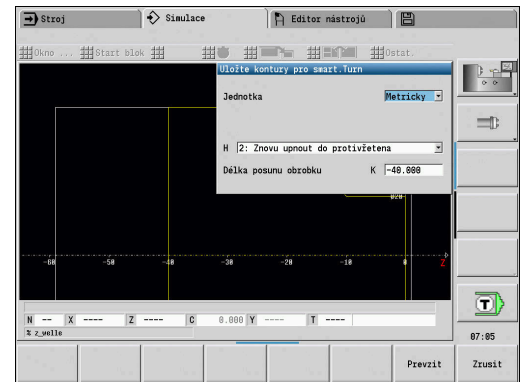 Stroj
Simulace
Editor nástrojů
Okno ...
Start blok
Ostat.
Uložte kontury pro smart.Turn
Jednotka
Metricky
H 2: Znovu upnout do protivřetena
Délka posunu obrobku K -40.000
ø20
-60 -50 -40 -30 -20 -10 0 Z
N -- X ---- Z ---- C 0.000 Y ---- T ----
% z_welle
T
07:05
Prevzit
Zrusit